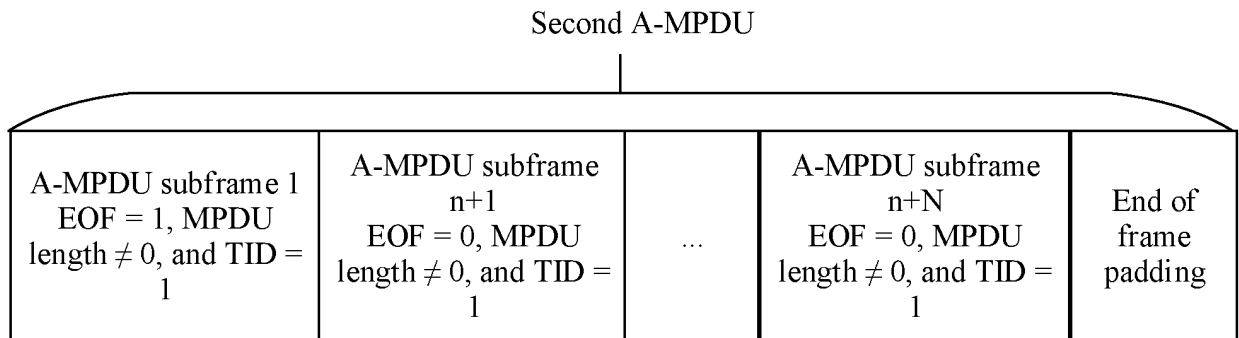 Second A-MPDU
A-MPDU subframe 1
EOF = 1, MPDU
length ≠ 0, and TID =
1
A-MPDU subframe
n+1
EOF = 0, MPDU
length ≠ 0, and TID =
1
...
A-MPDU subframe
n+N
EOF = 0, MPDU
length ≠ 0, and TID =
1
End of
frame
padding